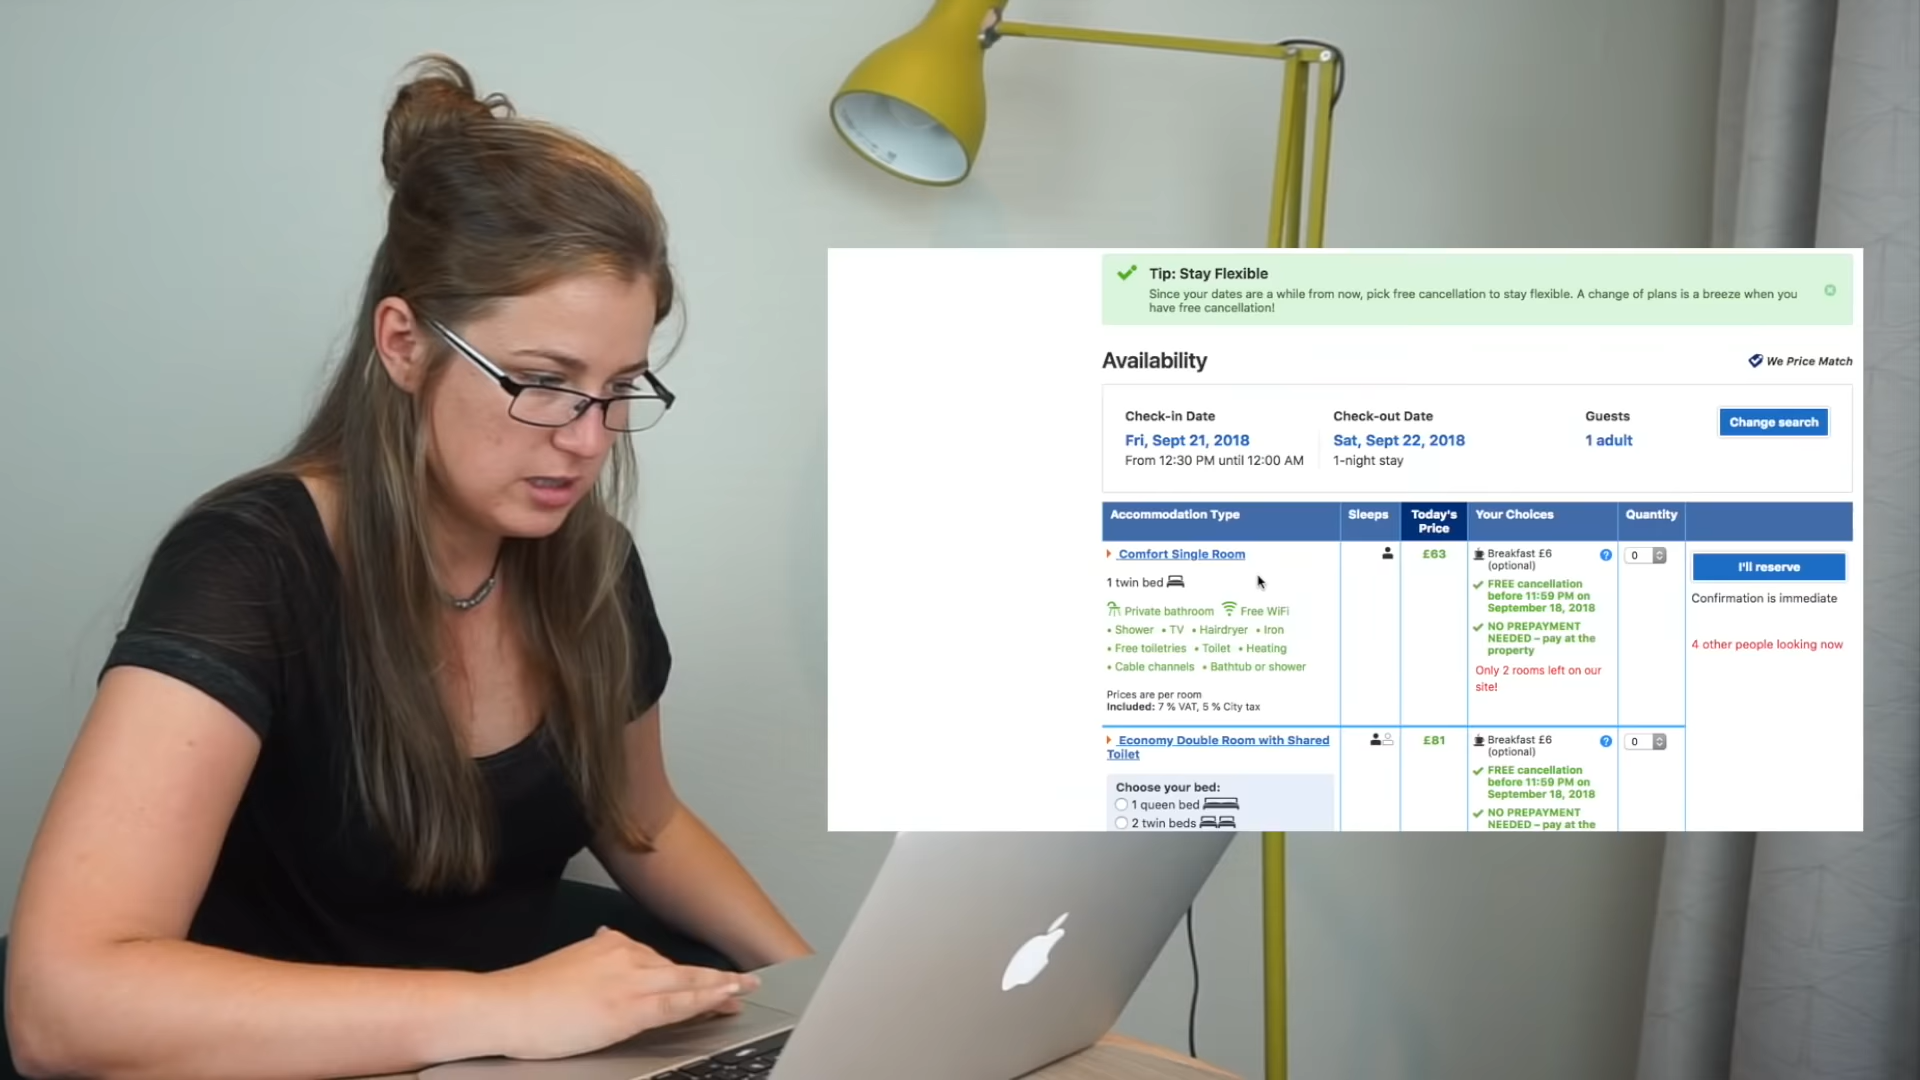 Tip: Stay Flexible
Since your dates are a while from now, pick free cancellation to stay flexible. A change of plans is a breeze when you
have free cancellation!
Availability
We Price Match
Check-in Date
Fri, Sept 21, 2018
From 12:30 PM until 12:00 AM
Check-out Date
Sat, Sept 22, 2018
1-night stay
Guests
1 adult
Change search
Accommodation Type
Sleeps
Today's
Price
Your Choices
Quantity
Comfort Single Room
1 twin bed
Private bathroom Free WiFi
• Shower • TV • Hairdryer • Iron
• Free toiletries • Toilet • Heating
• Cable channels • Bathtub or shower
Prices are per room
Included: 7 % VAT, 5 % City tax
£63
Breakfast £6
(optional)
?
FREE cancellation
before 11:59 PM on
September 18, 2018
NO PREPAYMENT
NEEDED – pay at the
property
Only 2 rooms left on our
site!
0
I'll reserve
Confirmation is immediate
4 other people looking now
Economy Double Room with Shared
Toilet
Choose your bed:
1 queen bed
2 twin beds
£81
Breakfast £6
(optional)
?
FREE cancellation
before 11:59 PM on
September 18, 2018
NO PREPAYMENT
NEEDED – pay at the
0